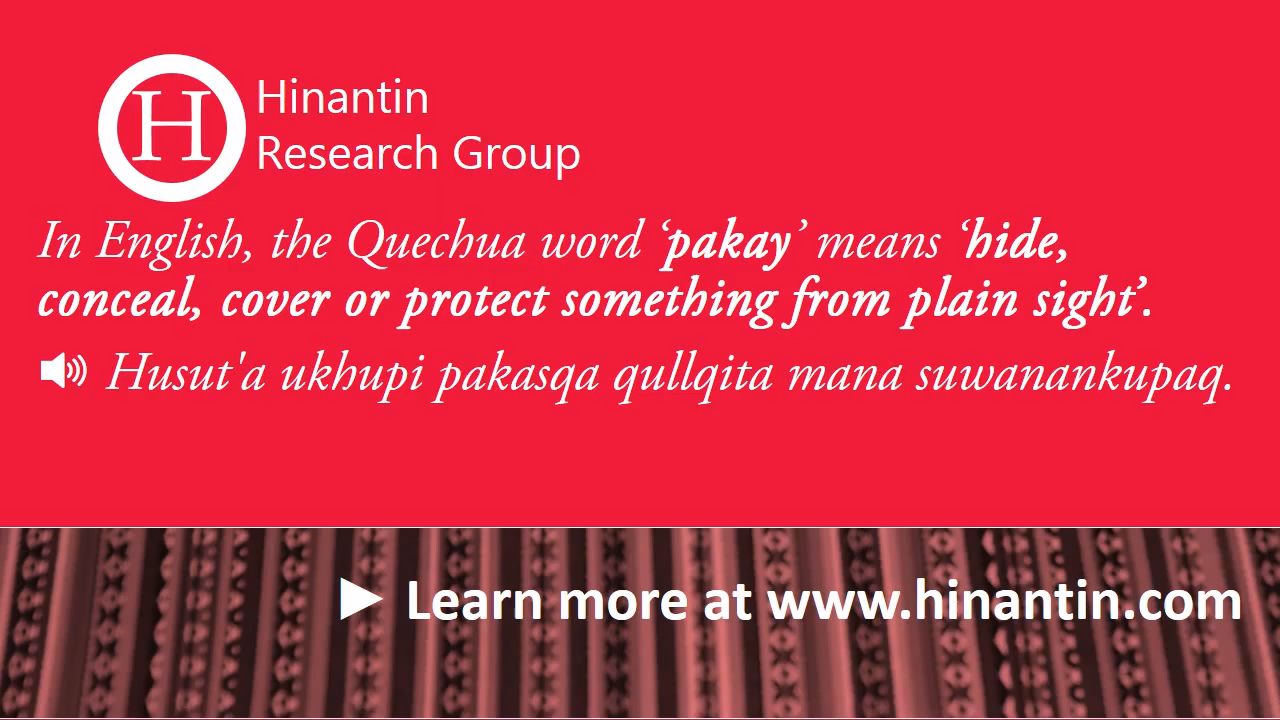 H
Hinantin
Research Group
In English, the Quechua word ‘pakay’ means ‘hide,
conceal, cover or protect something from plain sight’.
Husut'a ukhupi pakasqa qullqita mana suwanankupaq.
Learn more at www.hinantin.com